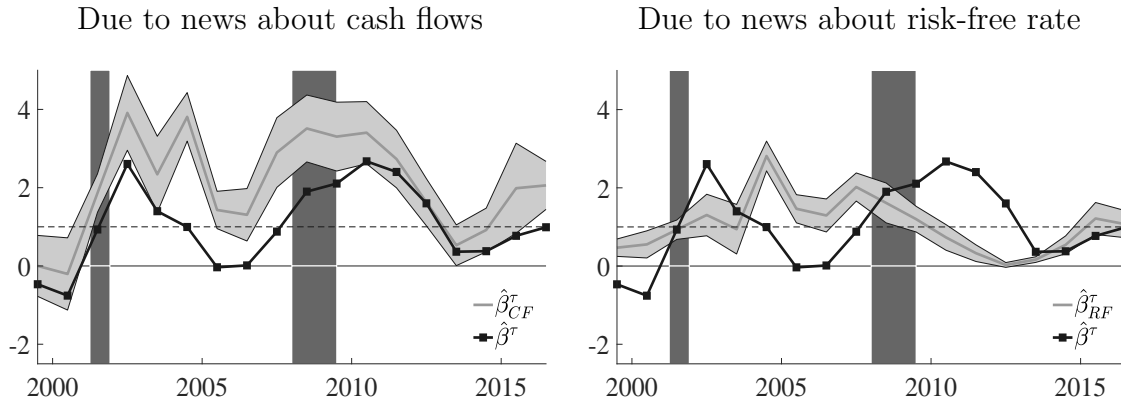 Due to news about cash flows
4
2
0
-2
2000
2005
2010
2015
β̂^τ_CF
β̂^τ
Due to news about risk-free rate
4
2
0
-2
2000
2005
2010
2015
β̂^τ_RF
β̂^τ